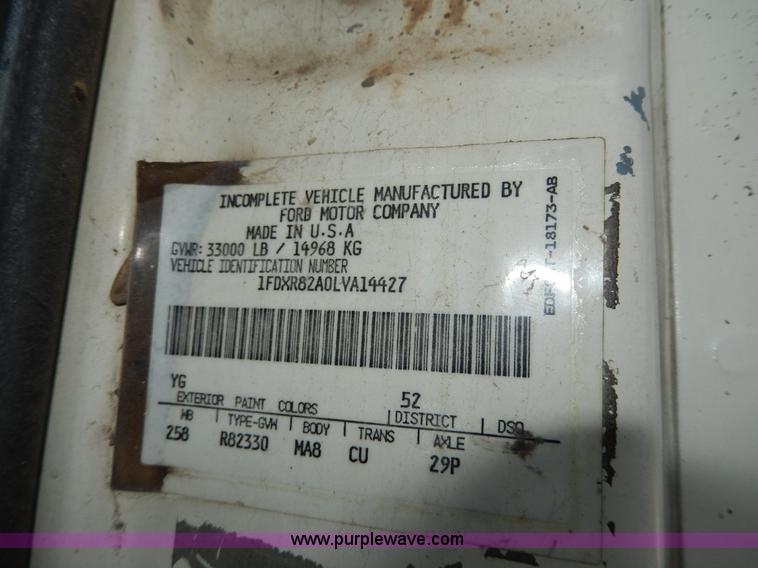 INCOMPLETE VEHICLE MANUFACTURED BY
FORD MOTOR COMPANY
MADE IN U.S.A
GVWR: 33000 LB / 14968 KG
VEHICLE IDENTIFICATION NUMBER
1FDXR82A0LVA14427
YG 52
EXTERIOR PAINT COLORS DISTRICT DSO
WB TYPE-GVW BODY TRANS AXLE
258 R82330 MA8 CU 29P
T-18173-AB
www.purplewave.com